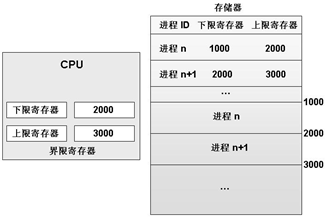 存储器
进程 ID 下限寄存器 上限寄存器
进程 n 1000 2000
进程 n+1 2000 3000
...
1000
进程 n
2000
进程 n+1
3000
...
CPU
下限寄存器 2000
上限寄存器 3000
界限寄存器